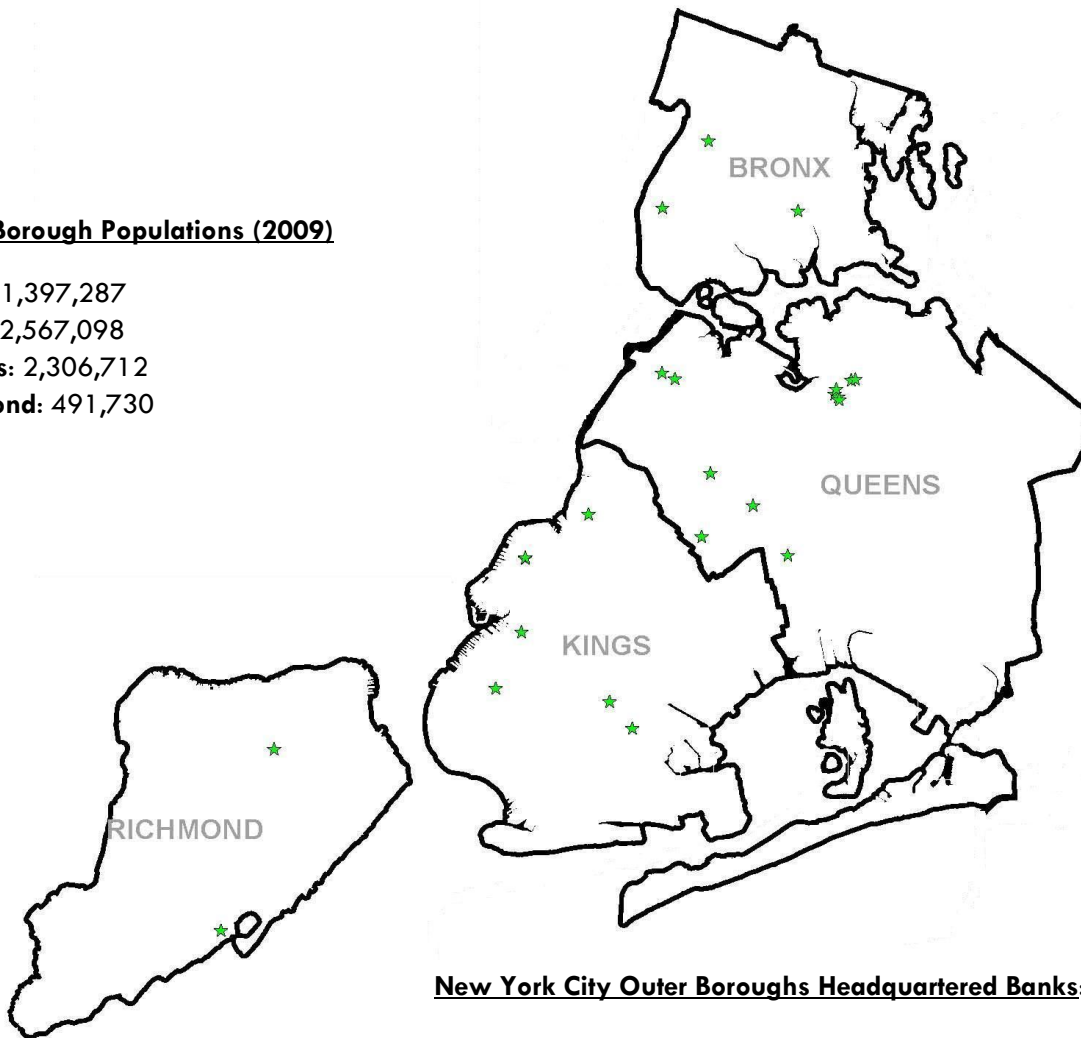 Borough Populations (2009)
1,397,287
2,567,098
s: 2,306,712
ond: 491,730
BRONX
QUEENS
KINGS
RICHMOND
New York City Outer Boroughs Headquartered Banks: